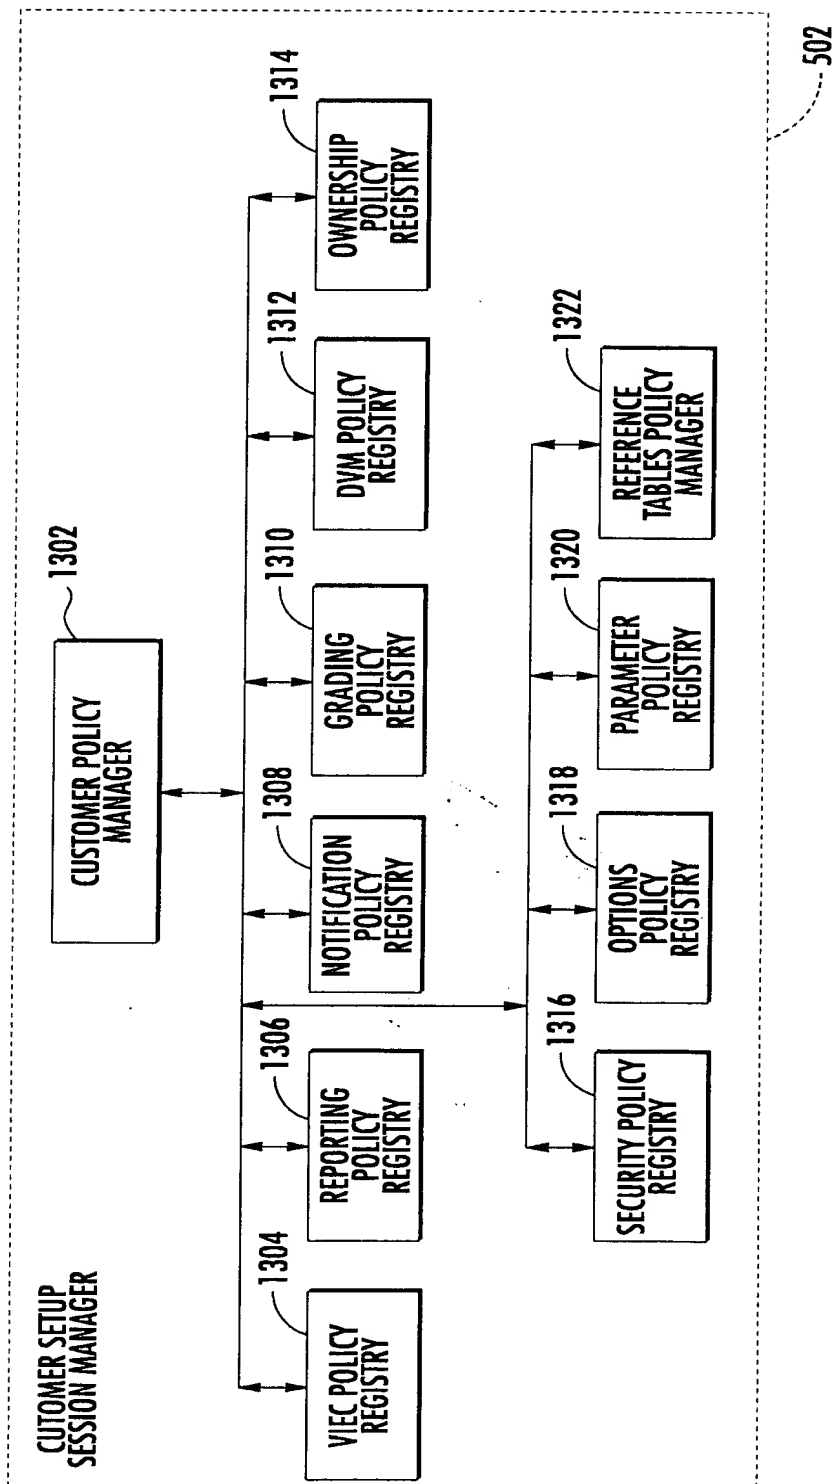 CUTOMER SETUP
SESSION MANAGER
1302
CUSTOMER POLICY
MANAGER
1304
VIEC POLICY
REGISTRY
1306
REPORTING
POLICY
REGISTRY
1308
NOTIFICATION
POLICY
REGISTRY
1310
GRADING
POLICY
REGISTRY
1312
DVM POLICY
REGISTRY
1314
OWNERSHIP
POLICY
REGISTRY
1316
SECURITY POLICY
REGISTRY
1318
OPTIONS
POLICY
REGISTRY
1320
PARAMETER
POLICY
REGISTRY
1322
REFERENCE
TABLES POLICY
MANAGER
502